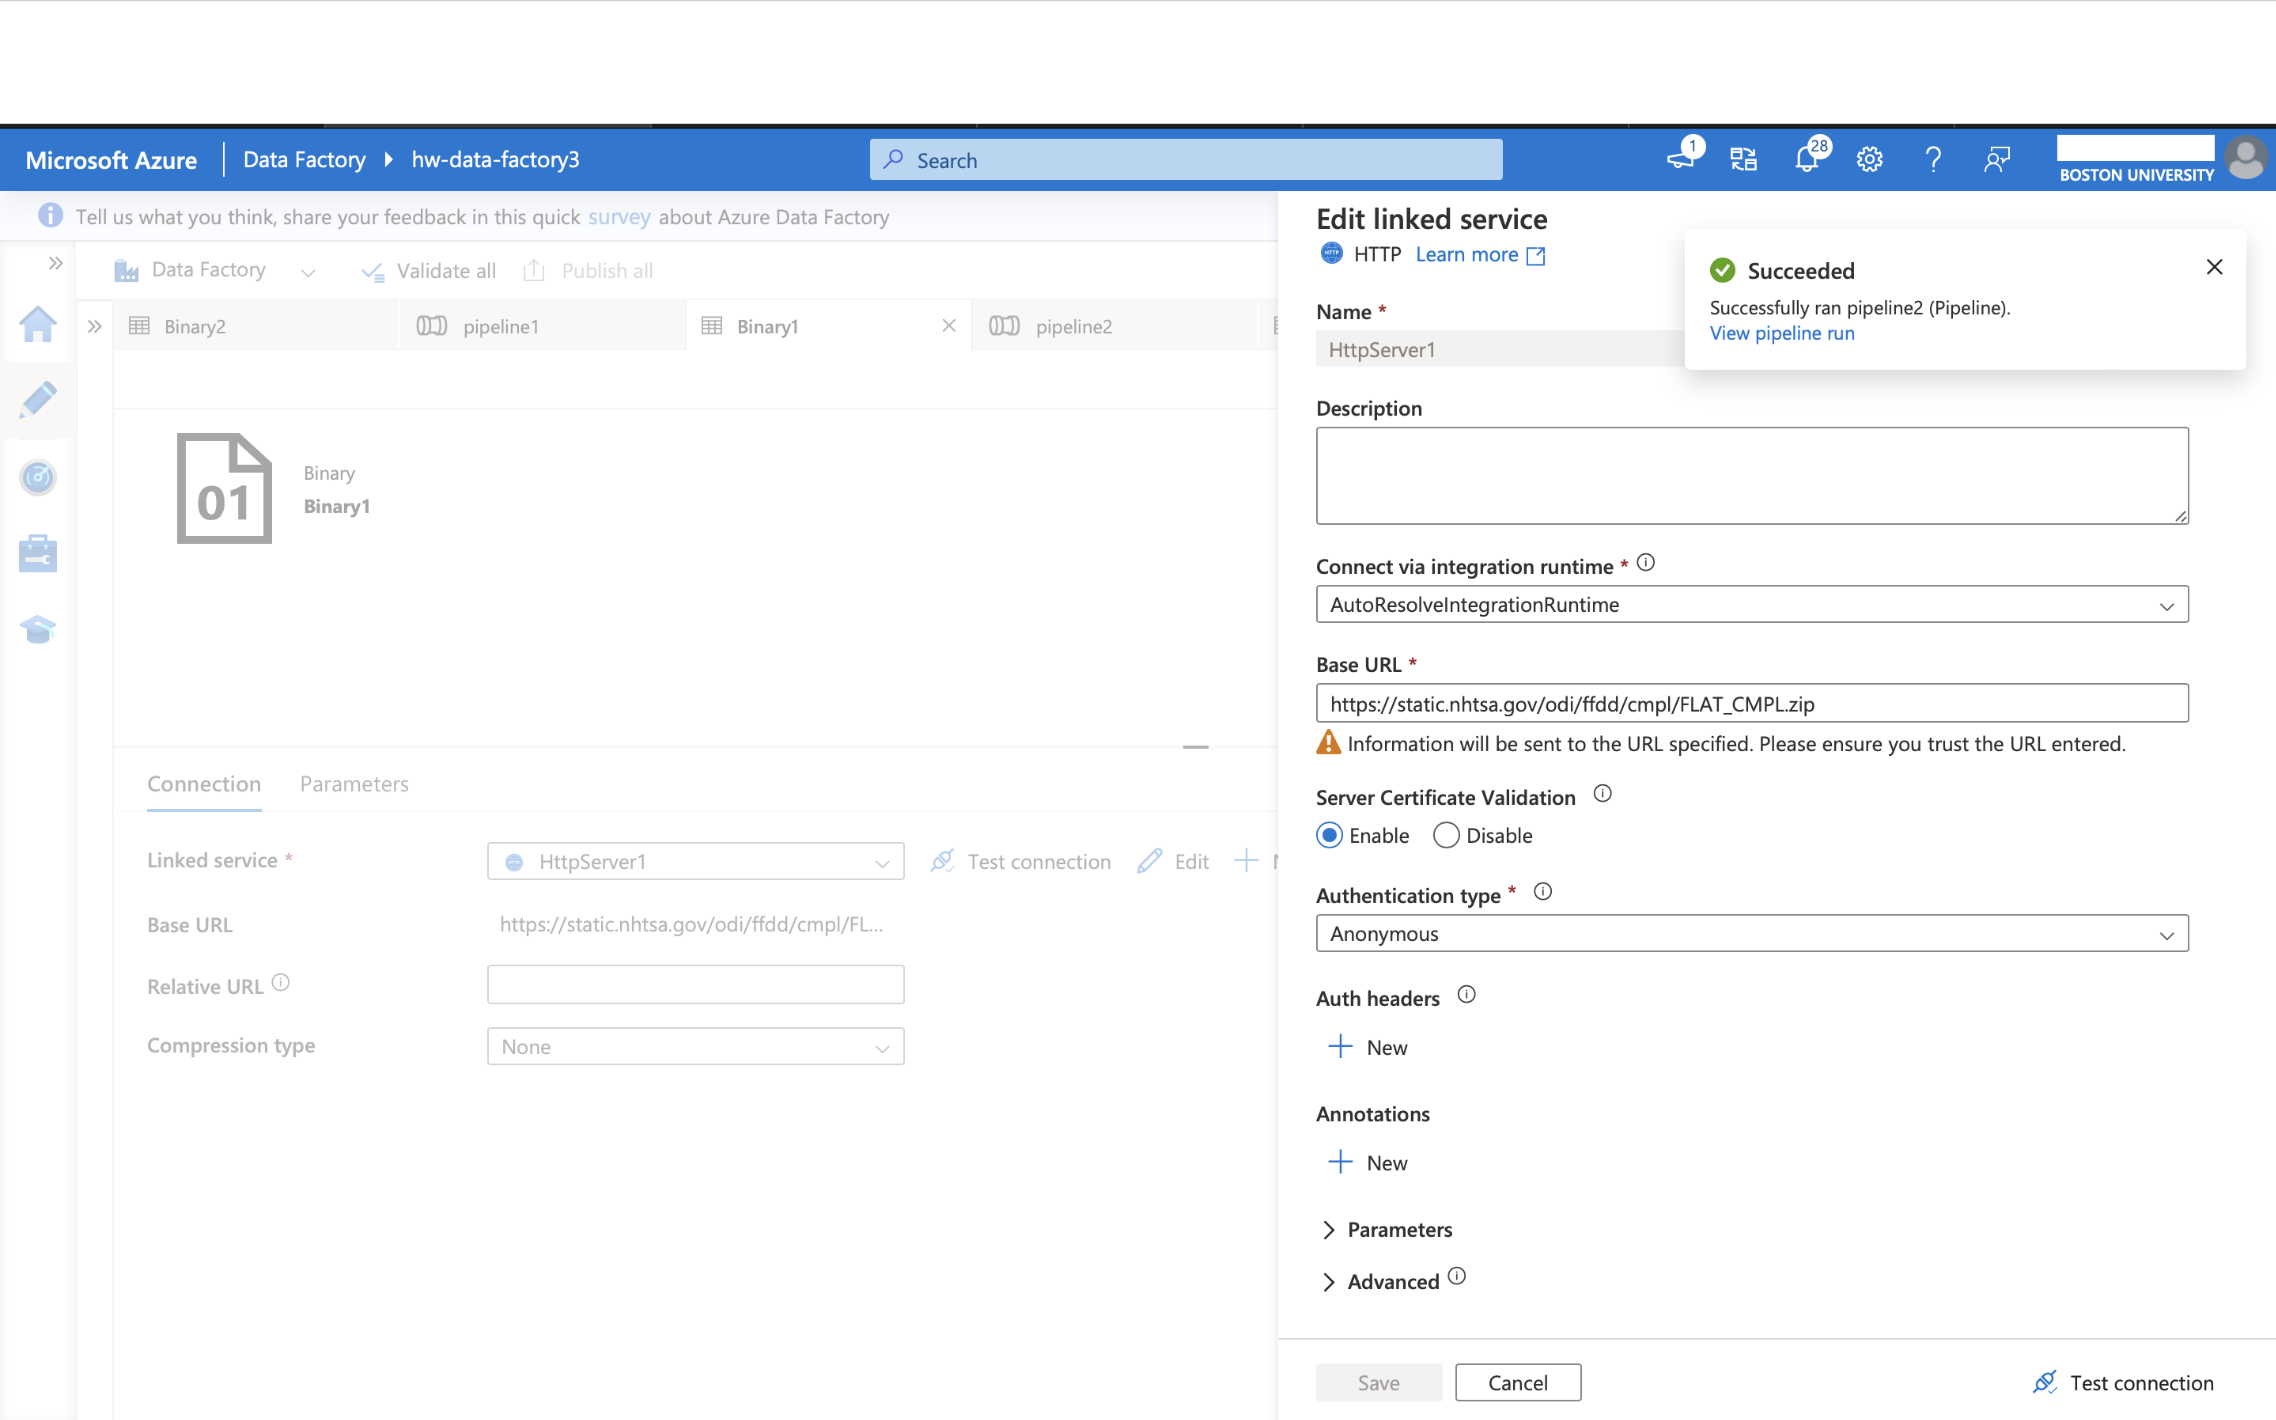 Microsoft Azure
Data Factory
hw-data-factory3
Search
1
28
BOSTON UNIVERSITY
Tell us what you think, share your feedback in this quick survey about Azure Data Factory
Data Factory
Validate all
Publish all
Binary2
pipeline1
Binary1
pipeline2
01
Binary
Binary1
Connection
Parameters
Linked service *
HttpServer1
Test connection
Edit
Base URL
https://static.nhtsa.gov/odi/ffdd/cmpl/FL...
Relative URL
Compression type
None
Edit linked service
HTTP
Learn more
Succeeded
Successfully ran pipeline2 (Pipeline).
View pipeline run
Name *
HttpServer1
Description
Connect via integration runtime *
AutoResolveIntegrationRuntime
Base URL *
https://static.nhtsa.gov/odi/ffdd/cmpl/FLAT_CMPL.zip
Information will be sent to the URL specified. Please ensure you trust the URL entered.
Server Certificate Validation
Enable
Disable
Authentication type *
Anonymous
Auth headers
New
Annotations
New
Parameters
Advanced
Save
Cancel
Test connection